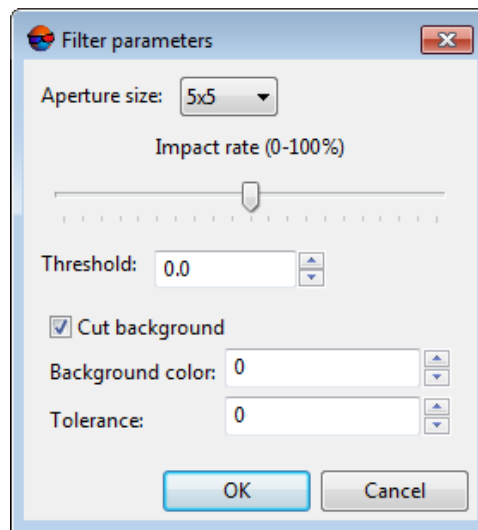 Filter parameters
Aperture size: 5x5
Impact rate (0-100%)
Threshold: 0.0
Cut background
Background color: 0
Tolerance: 0
OK Cancel